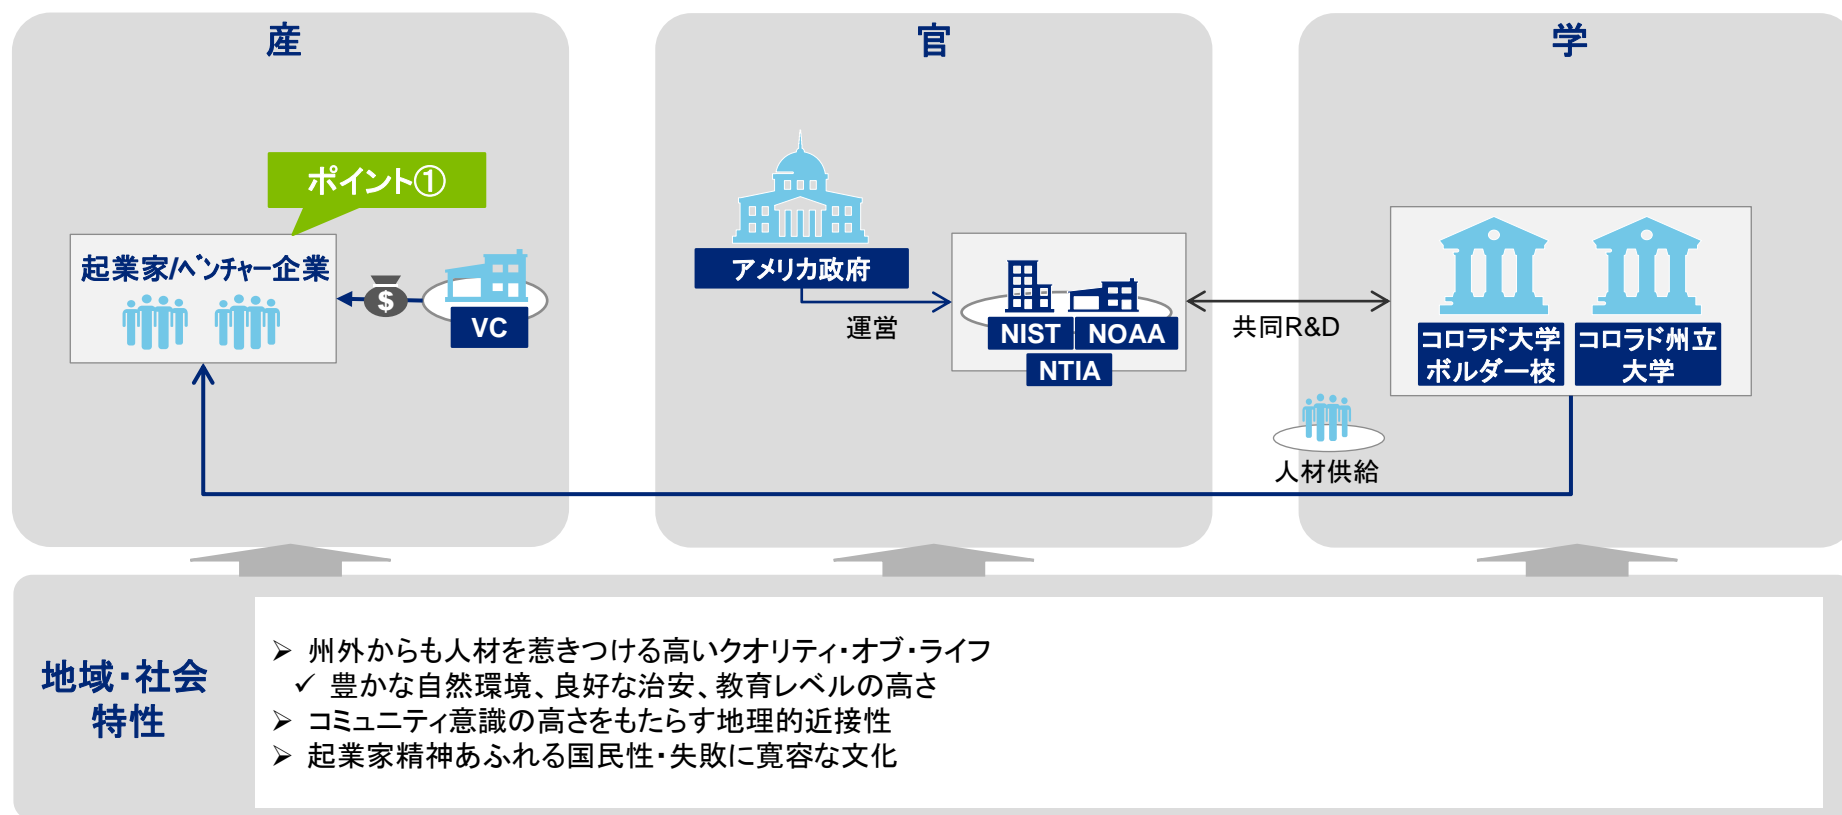 産
官
学
ポイント①
起業家/ベンチャー企業
$
VC
アメリカ政府
運営
NIST
NOAA
NTIA
共同R&D
コロラド大学
ボルダー校
コロラド州立
大学
人材供給
地域・社会
特性
➢ 州外からも人材を惹きつける高いクオリティ・オブ・ライフ
✓ 豊かな自然環境、良好な治安、教育レベルの高さ
➢ コミュニティ意識の高さをもたらす地理的近接性
➢ 起業家精神あふれる国民性・失敗に寛容な文化